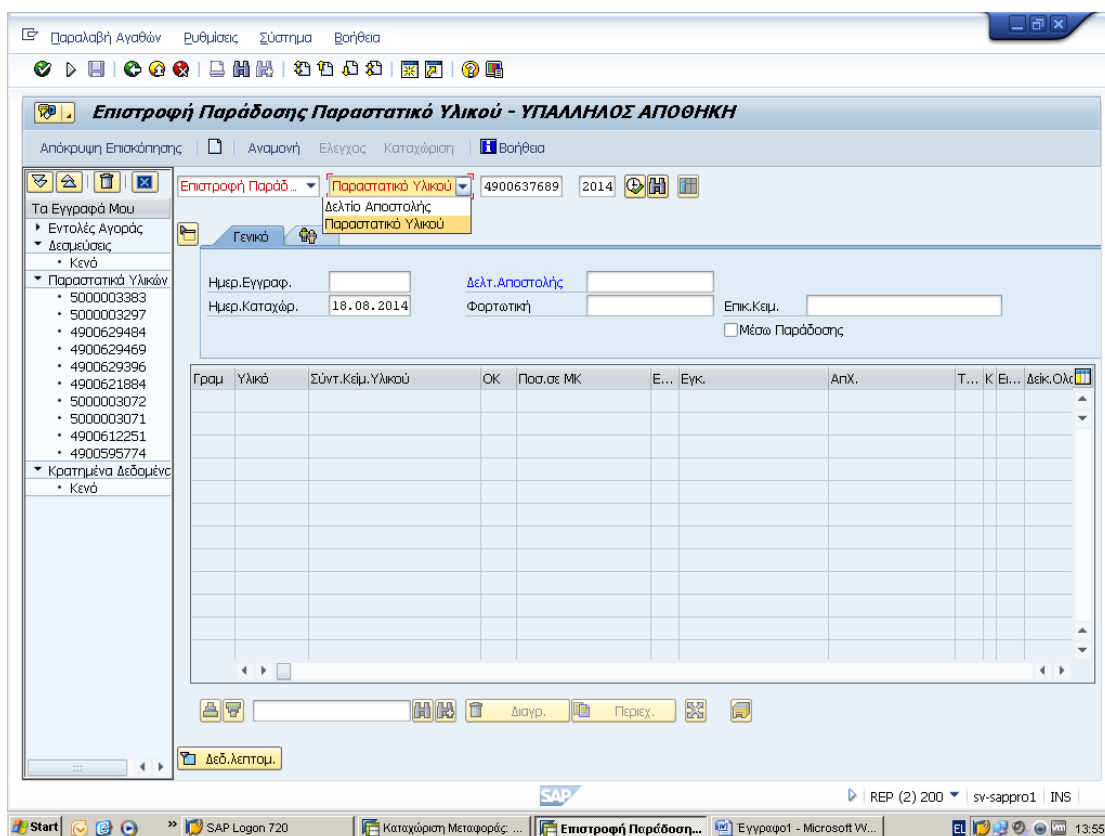 Παραλαβή Αγαθών Ρυθμίσεις Σύστημα Βοήθεια
Επιστροφή Παράδοσης Παραστατικό Υλικού - ΥΠΑΛΛΗΛΟΣ ΑΠΟΘΗΚΗ
Απόκρυψη Επισκόπησης Αναμονή Ελεγχος Καταχώριση Βοήθεια
Επιστροφή Παράδ... Παραστατικό Υλικού 4900637689 2014
Δελτίο Αποστολής
Παραστατικό Υλικού
Τα Εγγραφά Μου
Εντολές Αγοράς
Δεσμεύσεις
Κενό
Παραστατικά Υλικών
5000003383
5000003297
4900629484
4900629469
4900629396
4900621884
5000003072
5000003071
4900612251
4900595774
Κρατημένα Δεδομένα
Κενό
Γενικό
Ημερ.Εγγραφ. Δελτ.Αποστολής
Ημερ.Καταχώρ. 18.08.2014 Φορτωτική Επικ.Κειμ.
Μέσω Παράδοσης
Γραμ Υλικό Σύντ.Κείμ.Υλικού ΟΚ Ποσ.σε ΜΚ Ε... Εγκ. ΑπΧ. Τ... Κ Ει... Δείκ.Ολο
Διαγρ. Περιεχ.
Δεδ.λεπτομ.
SAP
REP (2) 200 sv-sappro1 INS
Start » SAP Logon 720 Καταχώριση Μεταφοράς: ... Επιστροφή Παράδοση... Έγγραφο1 - Microsoft W... EL 13:55